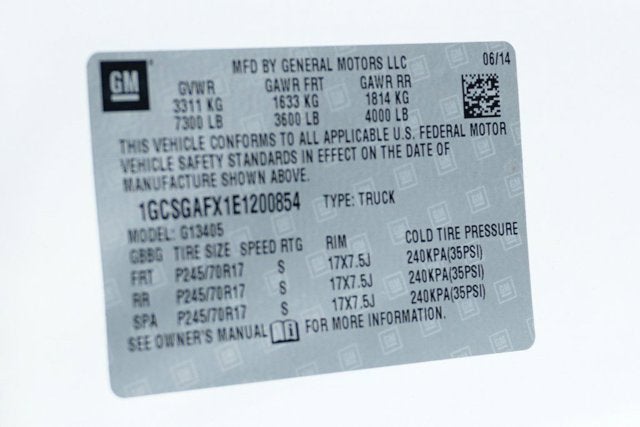 GM
MFD BY GENERAL MOTORS LLC 06/14
GVWR GAWR FRT GAWR RR
3311 KG 1633 KG 1814 KG
7300 LB 3600 LB 4000 LB
THIS VEHICLE CONFORMS TO ALL APPLICABLE U.S. FEDERAL MOTOR
VEHICLE SAFETY STANDARDS IN EFFECT ON THE DATE OF
MANUFACTURE SHOWN ABOVE.
1GCSGAFX1E1200854 TYPE: TRUCK
MODEL: G13405
GBBG TIRE SIZE SPEED RTG RIM COLD TIRE PRESSURE
FRT P245/70R17 S 17X7.5J 240KPA(35PSI)
RR P245/70R17 S 17X7.5J 240KPA(35PSI)
SPA P245/70R17 S 17X7.5J 240KPA(35PSI)
SEE OWNER'S MANUAL FOR MORE INFORMATION.